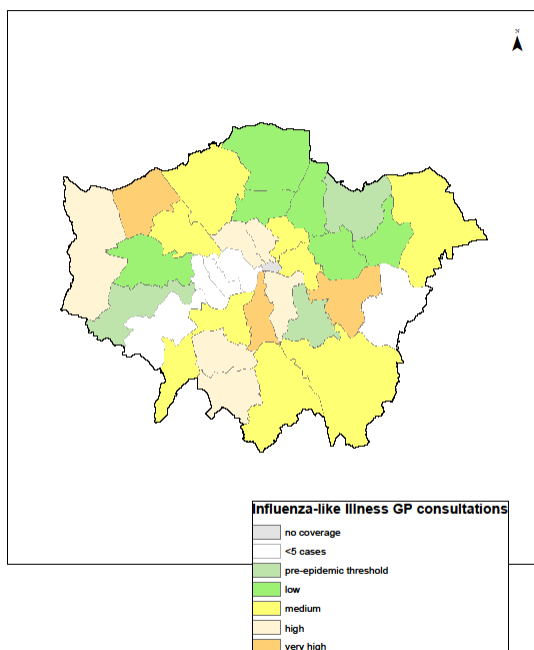 N
Influenza-like Illness GP consultations
no coverage
<5 cases
pre-epidemic threshold
low
medium
high
very high